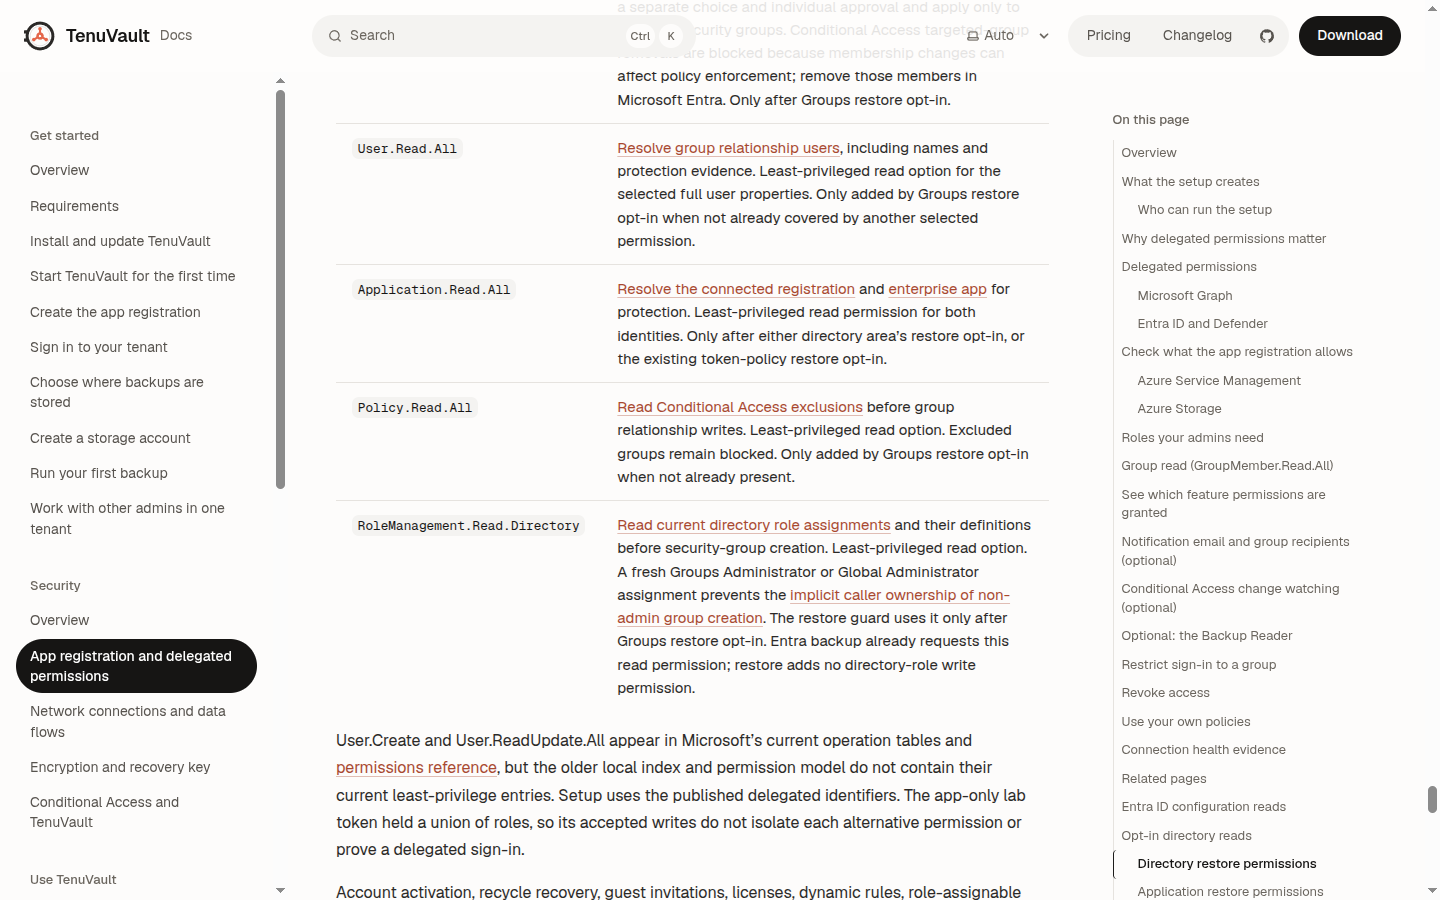 TenuVault Docs
Search
Ctrl K
Auto
Pricing
Changelog
Download
Get started
Overview
Requirements
Install and update TenuVault
Start TenuVault for the first time
Create the app registration
Sign in to your tenant
Choose where backups are
stored
Create a storage account
Run your first backup
Work with other admins in one
tenant
Security
Overview
App registration and delegated
permissions
Network connections and data
flows
Encryption and recovery key
Conditional Access and
TenuVault
Use TenuVault
a separate choice and individual approval and apply only to
curity groups. Conditional Access targeted group
are blocked because membership changes can
affect policy enforcement; remove those members in
Microsoft Entra. Only after Groups restore opt-in.
User.Read.All
Resolve group relationship users, including names and
protection evidence. Least-privileged read option for the
selected full user properties. Only added by Groups restore
opt-in when not already covered by another selected
permission.
Application.Read.All
Resolve the connected registration and enterprise app for
protection. Least-privileged read permission for both
identities. Only after either directory area's restore opt-in, or
the existing token-policy restore opt-in.
Policy.Read.All
Read Conditional Access exclusions before group
relationship writes. Least-privileged read option. Excluded
groups remain blocked. Only added by Groups restore opt-in
when not already present.
RoleManagement.Read.Directory
Read current directory role assignments and their definitions
before security-group creation. Least-privileged read option.
A fresh Groups Administrator or Global Administrator
assignment prevents the implicit caller ownership of non-
admin group creation. The restore guard uses it only after
Groups restore opt-in. Entra backup already requests this
read permission; restore adds no directory-role write
permission.
User.Create and User.ReadUpdate.All appear in Microsoft's current operation tables and
permissions reference, but the older local index and permission model do not contain their
current least-privilege entries. Setup uses the published delegated identifiers. The app-only lab
token held a union of roles, so its accepted writes do not isolate each alternative permission or
prove a delegated sign-in.
Account activation, recycle recovery, guest invitations, licenses, dynamic rules, role-assignable
On this page
Overview
What the setup creates
Who can run the setup
Why delegated permissions matter
Delegated permissions
Microsoft Graph
Entra ID and Defender
Check what the app registration allows
Azure Service Management
Azure Storage
Roles your admins need
Group read (GroupMember.Read.All)
See which feature permissions are
granted
Notification email and group recipients
(optional)
Conditional Access change watching
(optional)
Optional: the Backup Reader
Restrict sign-in to a group
Revoke access
Use your own policies
Connection health evidence
Related pages
Entra ID configuration reads
Opt-in directory reads
Directory restore permissions
Application restore permissions